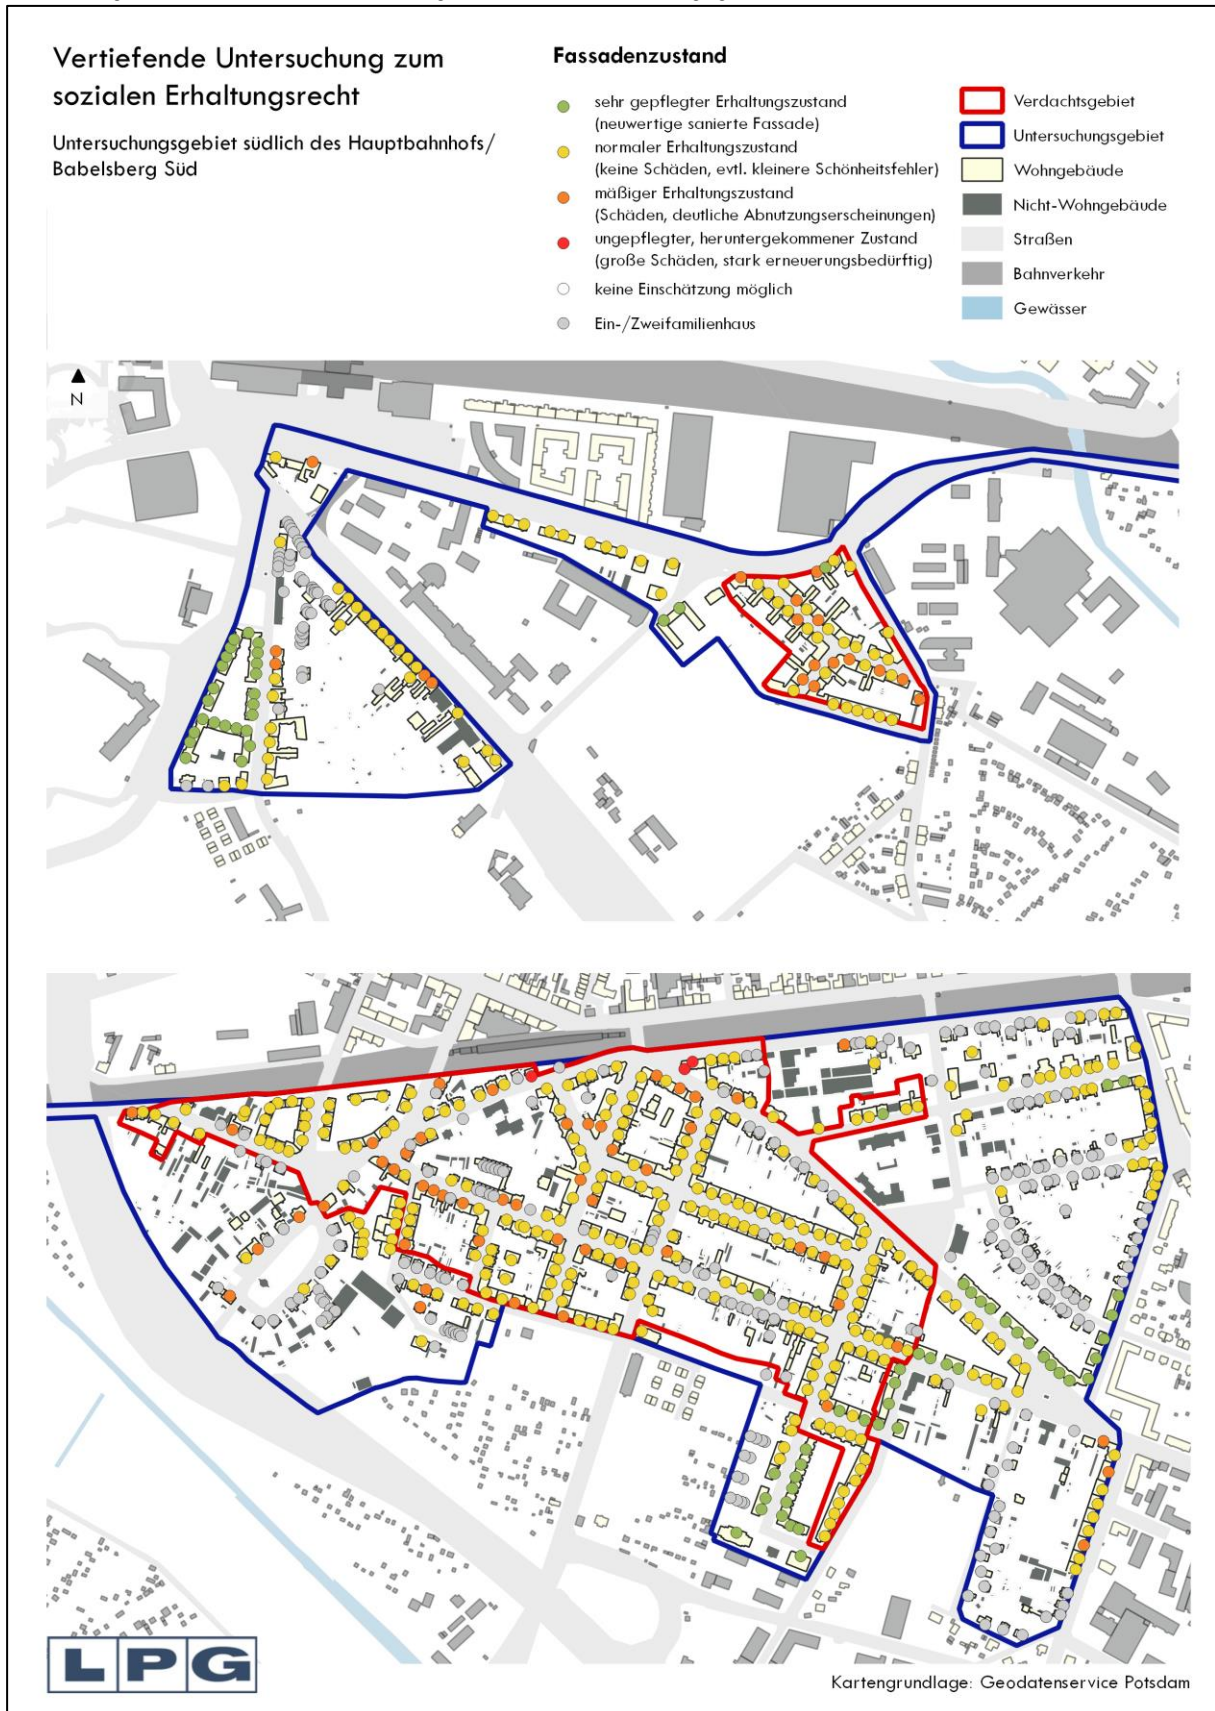 Vertiefende Untersuchung zum
sozialen Erhaltungsrecht
Untersuchungsgebiet südlich des Hauptbahnhofs/
Babelsberg Süd
Fassadenzustand
sehr gepflegter Erhaltungszustand
(neuwertige sanierte Fassade)
normaler Erhaltungszustand
(keine Schäden, evtl. kleinere Schönheitsfehler)
mäßiger Erhaltungszustand
(Schäden, deutliche Abnutzungserscheinungen)
ungepflegter, heruntergekommener Zustand
(große Schäden, stark erneuerungsbedürftig)
keine Einschätzung möglich
Ein-/Zweifamilienhaus
Verdachtsgebiet
Untersuchungsgebiet
Wohngebäude
Nicht-Wohngebäude
Straßen
Bahnverkehr
Gewässer
N
LPG
Kartengrundlage: Geodatenservice Potsdam